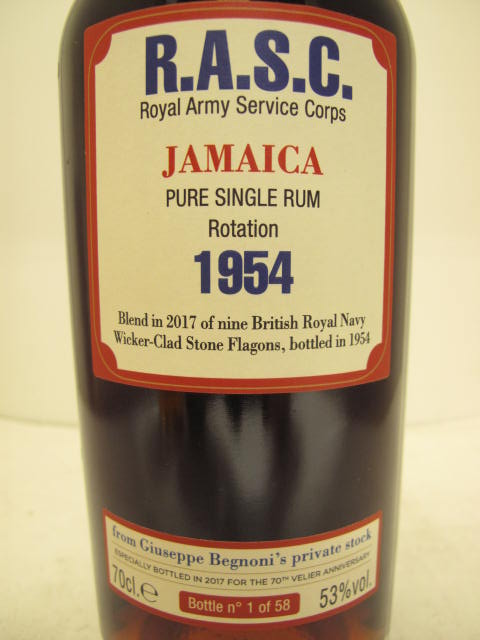 R.A.S.C.
Royal Army Service Corps
JAMAICA
PURE SINGLE RUM
Rotation
1954
Blend in 2017 of nine British Royal Navy
Wicker-Clad Stone Flagons, bottled in 1954
from Giuseppe Begnoni's private stock
ESPECIALLY BOTTLED IN 2017 FOR THE 70TH VELIER ANNIVERSARY
70cl.e
Bottle n° 1 of 58
53%vol.